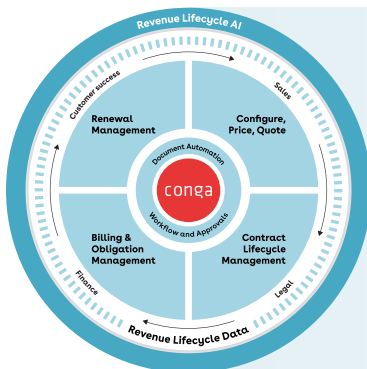 Revenue Lifecycle AI
Customer success
Sales
Renewal
Management
Configure,
Price, Quote
Document Automation
conga
Workflow and Approvals
Billing &
Obligation
Management
Contract
Lifecycle
Management
Finance
Legal
Revenue Lifecycle Data